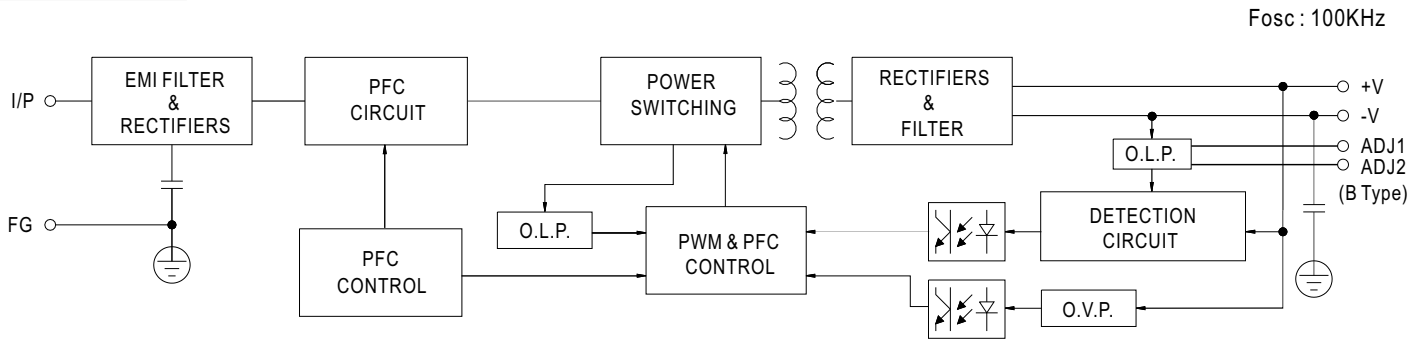 Fosc : 100KHz
I/P
EMI FILTER
&
RECTIFIERS
PFC
CIRCUIT
POWER
SWITCHING
RECTIFIERS
&
FILTER
+V
-V
ADJ1
ADJ2
(B Type)
O.L.P.
FG
O.L.P.
PFC
CONTROL
PWM & PFC
CONTROL
DETECTION
CIRCUIT
O.V.P.